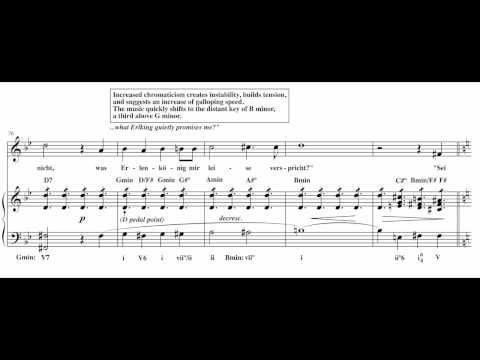 Increased chromaticism creates instability, builds tension,
and suggests an increase of galloping speed.
The music quickly shifts to the distant key of B minor,
a third above G minor.
...what Erlking quietly promises me?"
76
nicht, was Er - len - kö - nig mir lei - se ver - spricht?" "Sei
D7 Gmin D/F# Gmin G#° Amin A#° Bmin C#° Bmin/F# F#
p (D pedal point) decresc.
Gmin: V7 i V6 i vii°/ii ii Bmin: vii° i ii°6 i6/4 V